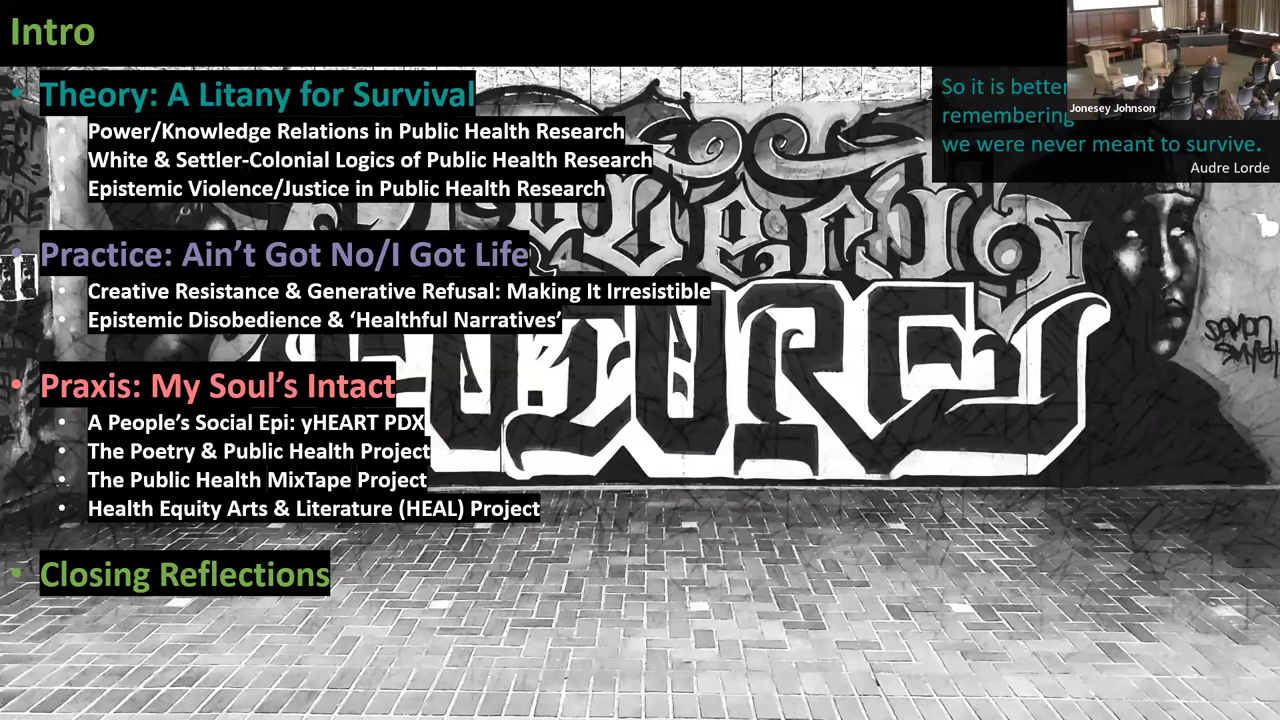 Intro
Theory: A Litany for Survival
Power/Knowledge Relations in Public Health Research
White & Settler-Colonial Logics of Public Health Research
Epistemic Violence/Justice in Public Health Research
Practice: Ain’t Got No/I Got Life
Creative Resistance & Generative Refusal: Making It Irresistible
Epistemic Disobedience & ‘Healthful Narratives’
Praxis: My Soul’s Intact
A People’s Social Epi: yHEART PDX
The Poetry & Public Health Project
The Public Health MixTape Project
Health Equity Arts & Literature (HEAL) Project
Closing Reflections
So it is better
remembering
we were never meant to survive.
Audre Lorde
Jonesey Johnson